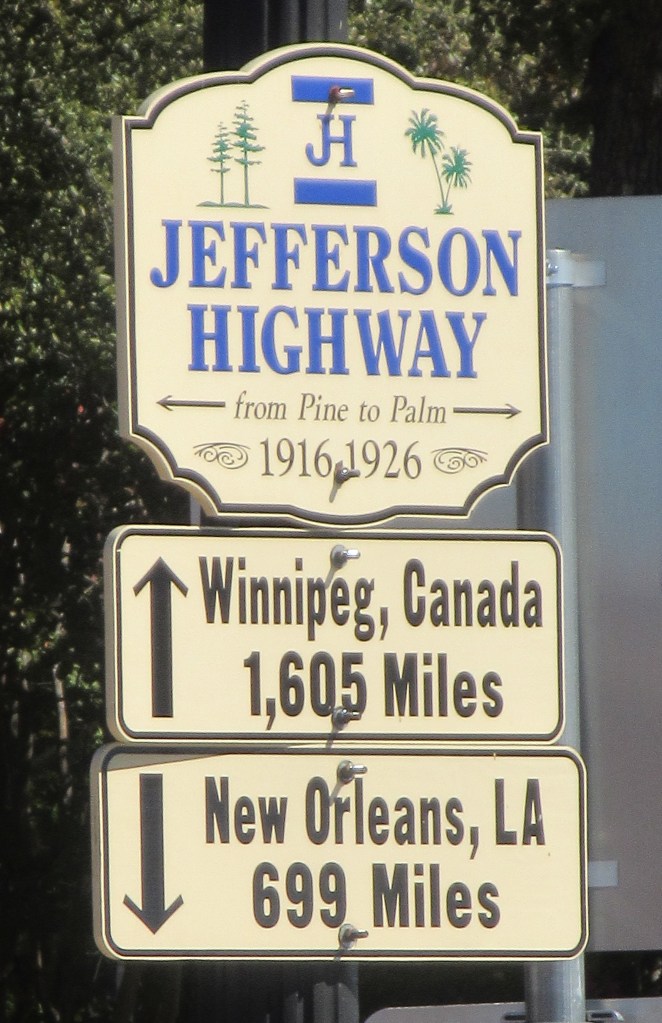 JH
JEFFERSON
HIGHWAY
from Pine to Palm
1916 1926
Winnipeg, Canada
1,605 Miles
New Orleans, LA
699 Miles